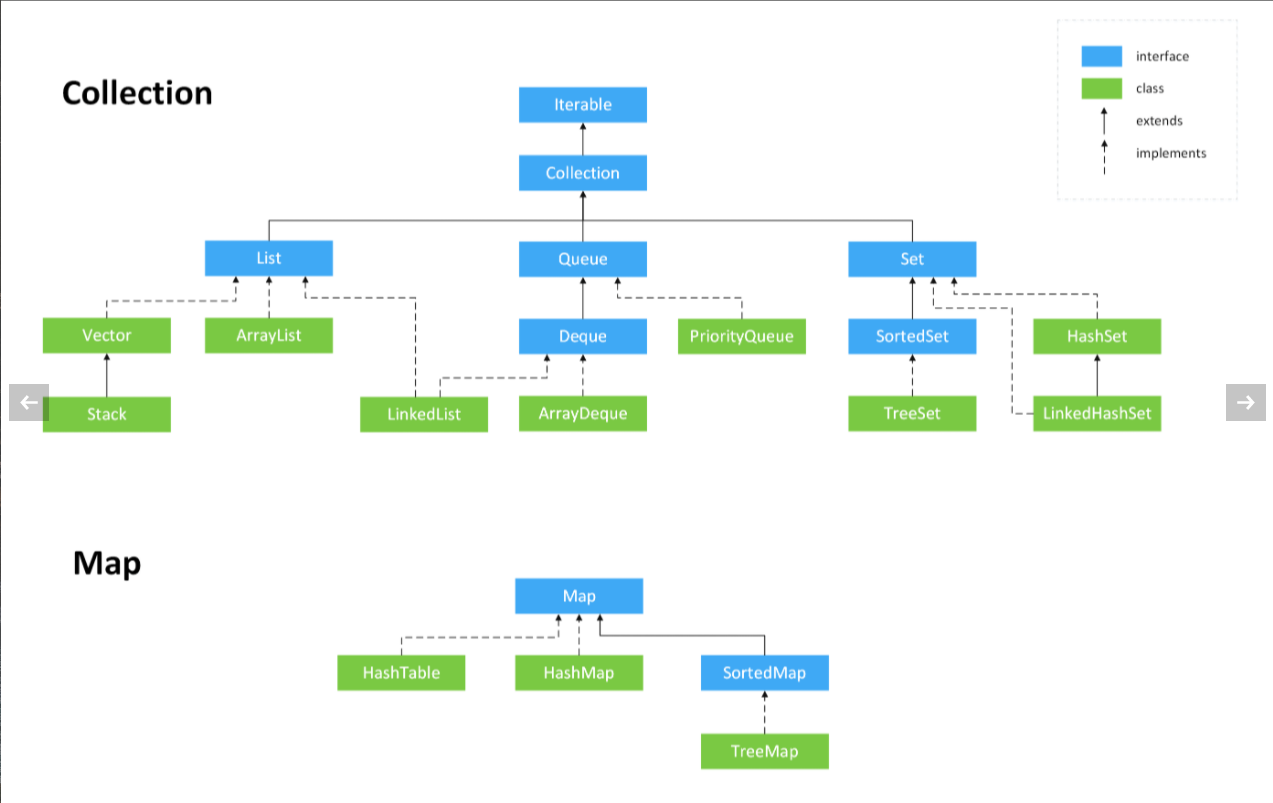 interface
class
extends
implements
Collection
Iterable
Collection
List
Queue
Set
Vector
ArrayList
Deque
PriorityQueue
SortedSet
HashSet
Stack
LinkedList
ArrayDeque
TreeSet
LinkedHashSet
Map
Map
HashTable
HashMap
SortedMap
TreeMap